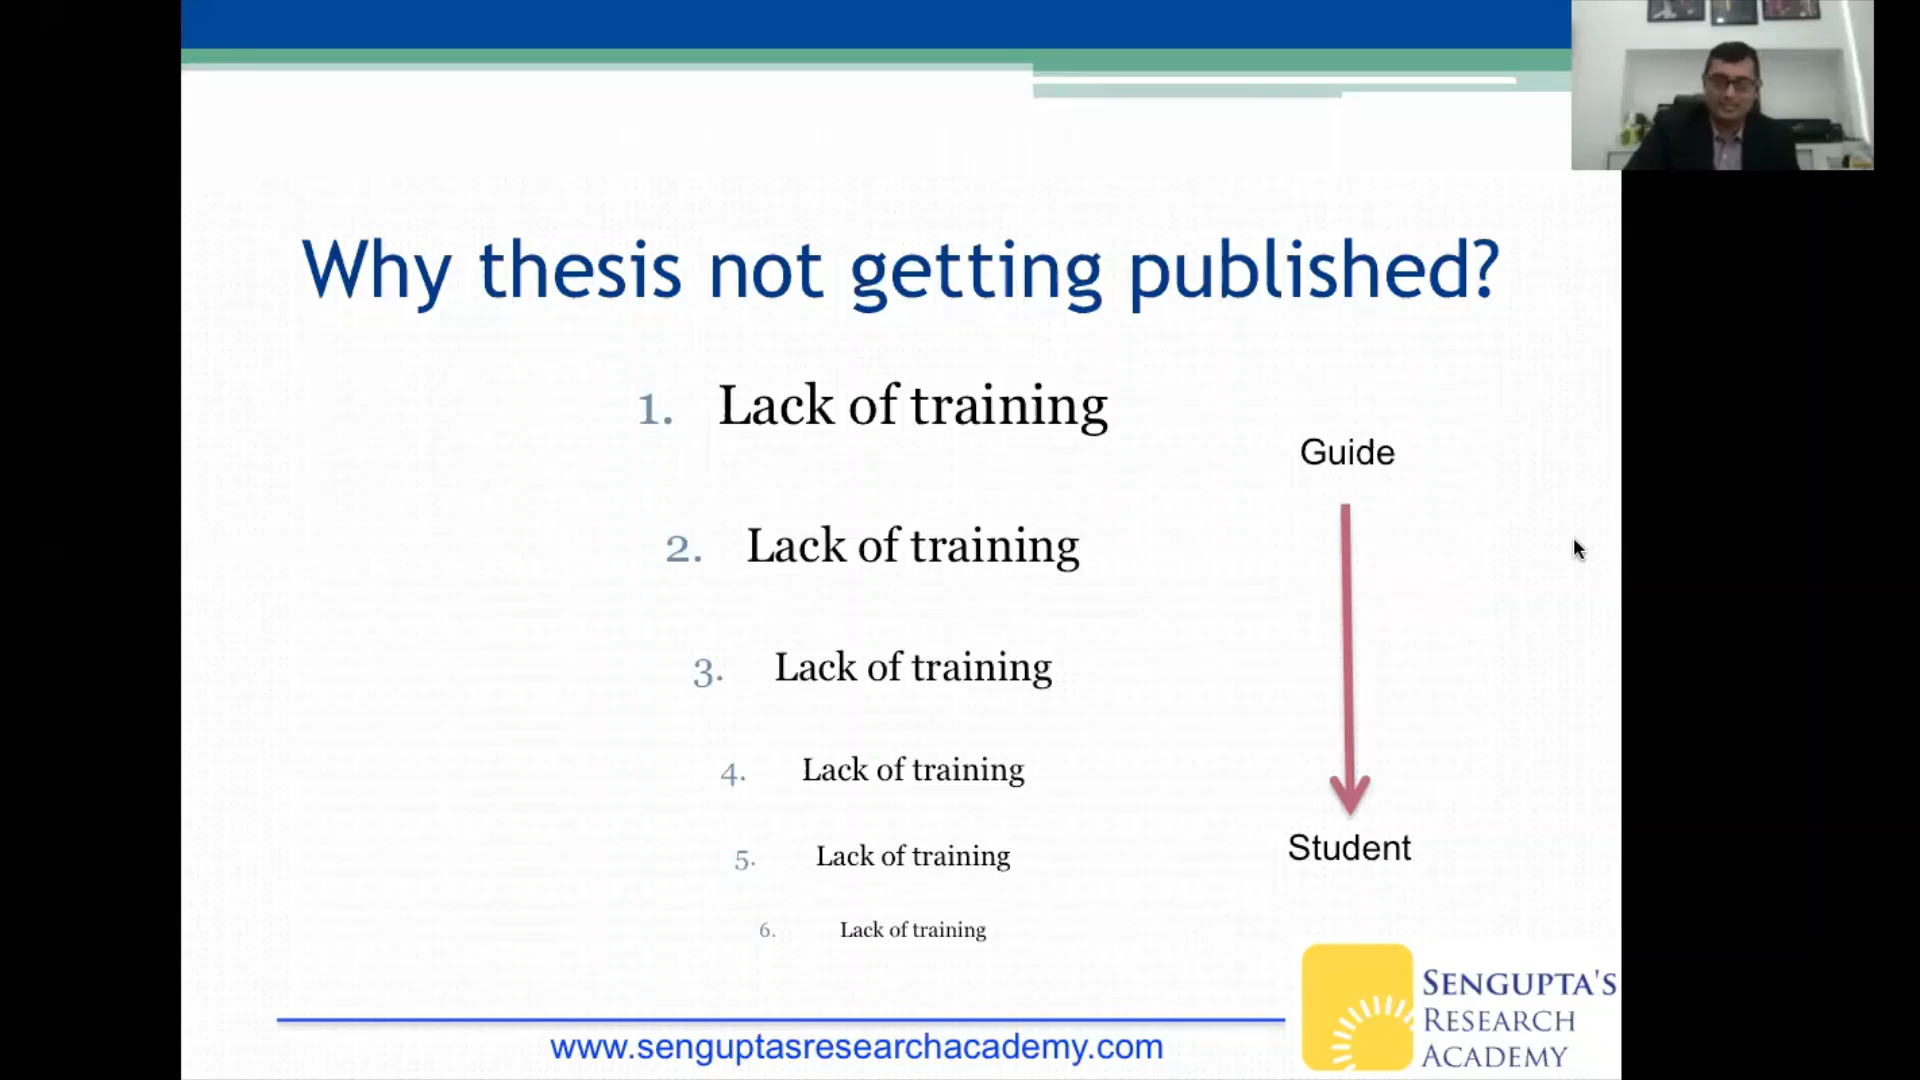 Why thesis not getting published?
1. Lack of training
2. Lack of training
3. Lack of training
4. Lack of training
5. Lack of training
6. Lack of training
Guide
Student
www.senguptasresearchacademy.com
SENGUPTA'S
RESEARCH
ACADEMY